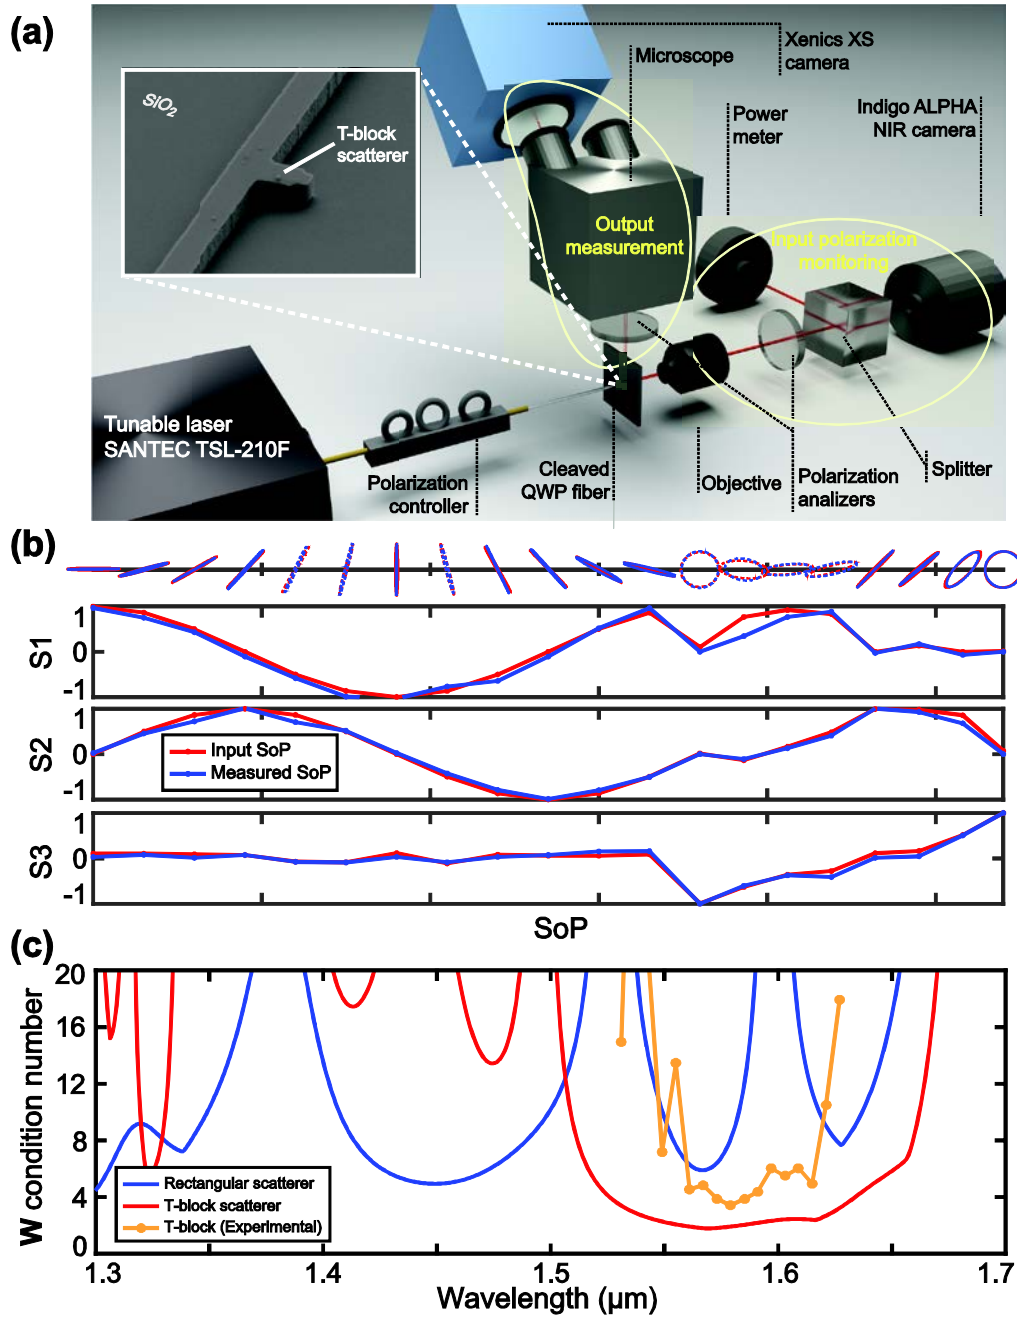 (a)
Xenics XS
camera
Microscope
Power
meter
Indigo ALPHA
NIR camera
SiO2
T-block
scatterer
Output
measurement
Input polarization
monitoring
Tunable laser
SANTEC TSL-210F
Polarization
controller
Cleaved
QWP fiber
Objective
Polarization
analizers
Splitter
(b)
S1
1
0
-1
S2
1
0
-1
Input SoP
Measured SoP
S3
1
0
-1
SoP
(c)
W condition number
20
16
12
8
4
0
Rectangular scatterer
T-block scatterer
T-block (Experimental)
1.3
1.4
1.5
1.6
1.7
Wavelength (μm)